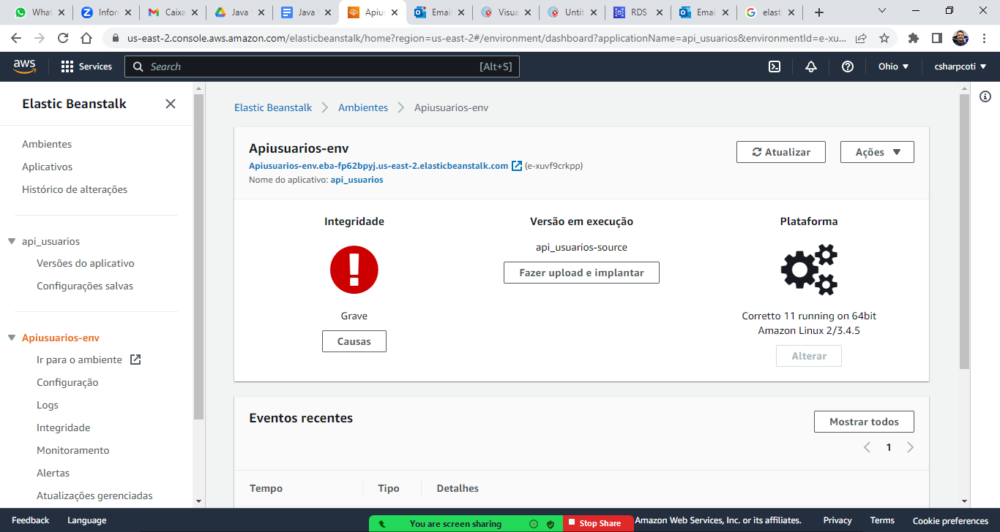 What
Infor
Caixa
Java
Java
Apius
Email
Visua
Untit
RDS
Emai
elasti
us-east-2.console.aws.amazon.com/elasticbeanstalk/home?region=us-east-2#/environment/dashboard?applicationName=api_usuarios&environmentId=e-xu...
aws
Services
Search
[Alt+S]
Ohio
csharpcoti
Elastic Beanstalk
Ambientes
Aplicativos
Histórico de alterações
api_usuarios
Versões do aplicativo
Configurações salvas
Apiusuarios-env
Ir para o ambiente
Configuração
Logs
Integridade
Monitoramento
Alertas
Atualizações gerenciadas
Elastic Beanstalk
Ambientes
Apiusuarios-env
Apiusuarios-env
Apiusuarios-env.eba-fp62bpyj.us-east-2.elasticbeanstalk.com (e-xuvf9crkpp)
Nome do aplicativo: api_usuarios
Atualizar
Ações
Integridade
Grave
Causas
Versão em execução
api_usuarios-source
Fazer upload e implantar
Plataforma
Corretto 11 running on 64bit
Amazon Linux 2/3.4.5
Alterar
Eventos recentes
Mostrar todos
1
Tempo
Tipo
Detalhes
Feedback
Language
You are screen sharing
Stop Share
Amazon Web Services, Inc. or its affiliates.
Privacy
Terms
Cookie preferences